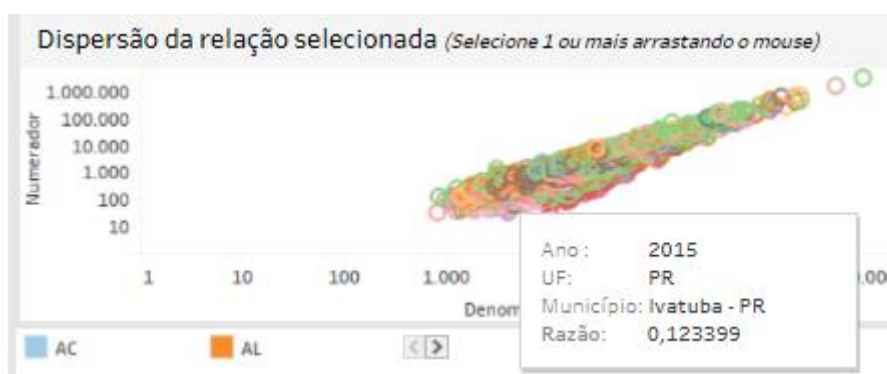 Dispersão da relação selecionada (Selecione 1 ou mais arrastando o mouse)
1.000.000
100.000
10.000
1.000
100
10
Numerador
1 10 100 1.000
Ano: 2015
UF: PR
Município: Ivatuba - PR
Razão: 0,123399
AC AL